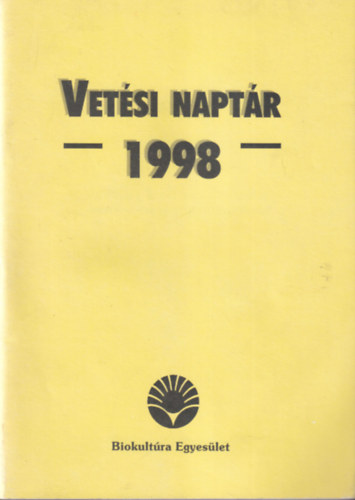 VETÉSI NAPTÁR
— 1998 —
Biokultúra Egyesület